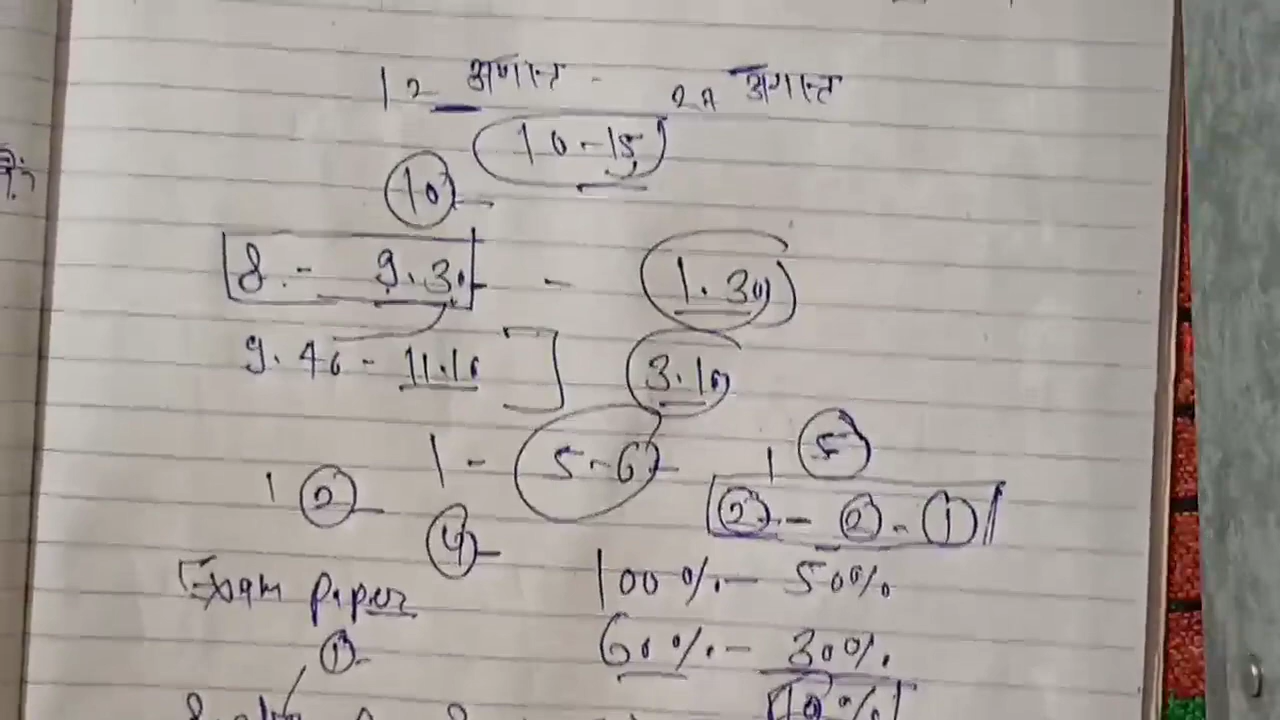 12 अगस्त - 22 अगस्त
10-15
10
8 - 9.30 - 1.30
9.40 - 11.10 3.10
1 - 5-6 1 5
1 2 2 - 2 - 1
4
Exam paper 100% - 50%
60% - 30%
1
10%